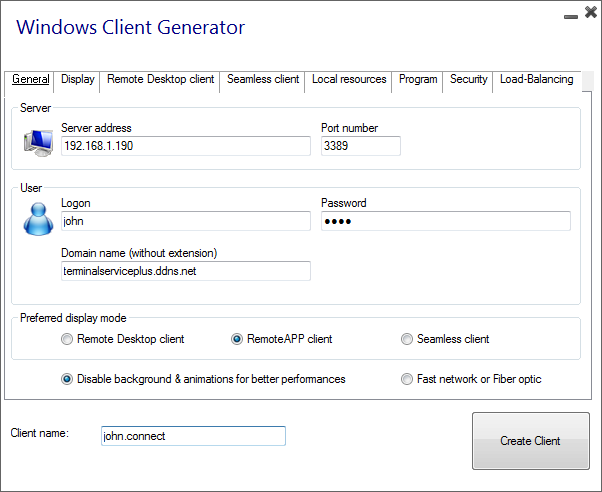 Windows Client Generator
General Display Remote Desktop client Seamless client Local resources Program Security Load-Balancing
Server
Server address Port number
192.168.1.190 3389
User
Logon Password
john ●●●●
Domain name (without extension)
terminalserviceplus.ddns.net
Preferred display mode
Remote Desktop client RemoteAPP client Seamless client
Disable background & animations for better performances Fast network or Fiber optic
Client name: john.connect
Create Client